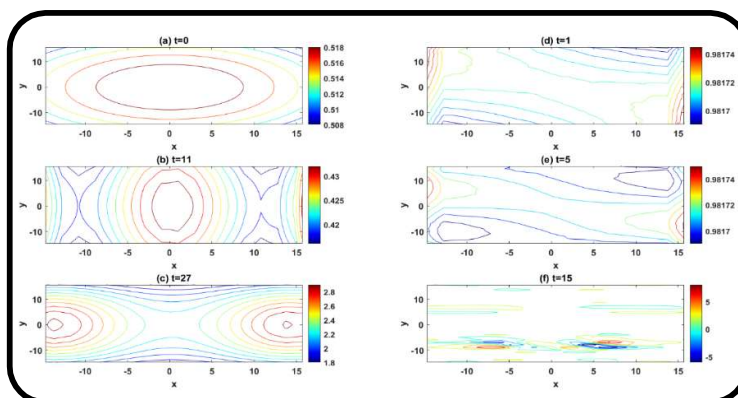 (a) t=0
10
0
-10
y
-10 -5 0 5 10 15
x
0.518
0.516
0.514
0.512
0.51
0.508
(b) t=11
10
0
-10
y
-10 -5 0 5 10 15
x
0.43
0.425
0.42
(c) t=27
10
0
-10
y
-10 -5 0 5 10 15
x
2.8
2.6
2.4
2.2
2
1.8
(d) t=1
10
0
-10
y
-10 -5 0 5 10 15
x
0.98174
0.98172
0.9817
(e) t=5
10
0
-10
y
-10 -5 0 5 10 15
x
0.98174
0.98172
0.9817
(f) t=15
10
0
-10
y
-10 -5 0 5 10 15
x
5
0
-5